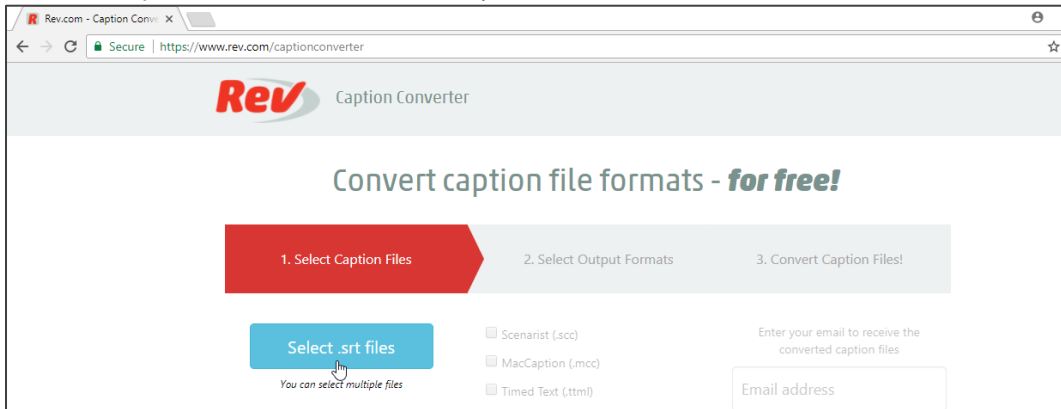 Rev.com - Caption Conv
Secure | https://www.rev.com/captionconverter
Rev Caption Converter
Convert caption file formats - for free!
1. Select Caption Files
2. Select Output Formats
3. Convert Caption Files!
Select .srt files
You can select multiple files
Scenarist (.scc)
MacCaption (.mcc)
Timed Text (.ttml)
Enter your email to receive the
converted caption files
Email address